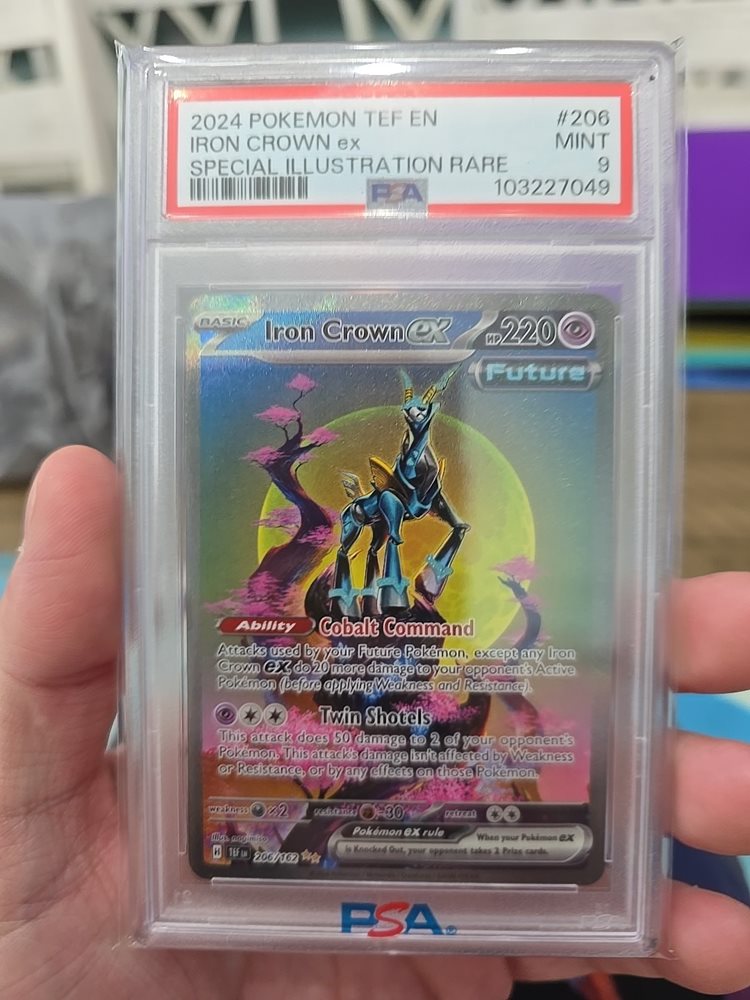 2024 POKEMON TEF EN #206
IRON CROWN ex MINT
SPECIAL ILLUSTRATION RARE 9
PSA 103227049
BASIC Iron Crown ex HP 220
Future
Ability Cobalt Command
Attacks used by your Future Pokémon, except any Iron
Crown ex do 20 more damage to your opponent's Active
Pokémon (before applying Weakness and Resistance).
Twin Shotels
This attack does 50 damage to 2 of your opponent's
Pokémon. This attack's damage isn't affected by Weakness
or Resistance, or by any effects on those Pokémon.
weakness ×2 resistance -30 retreat
Illus.
Pokémon ex rule When your Pokémon ex
is Knocked Out, your opponent takes 2 Prize cards.
H TEF EN 206/162
PSA